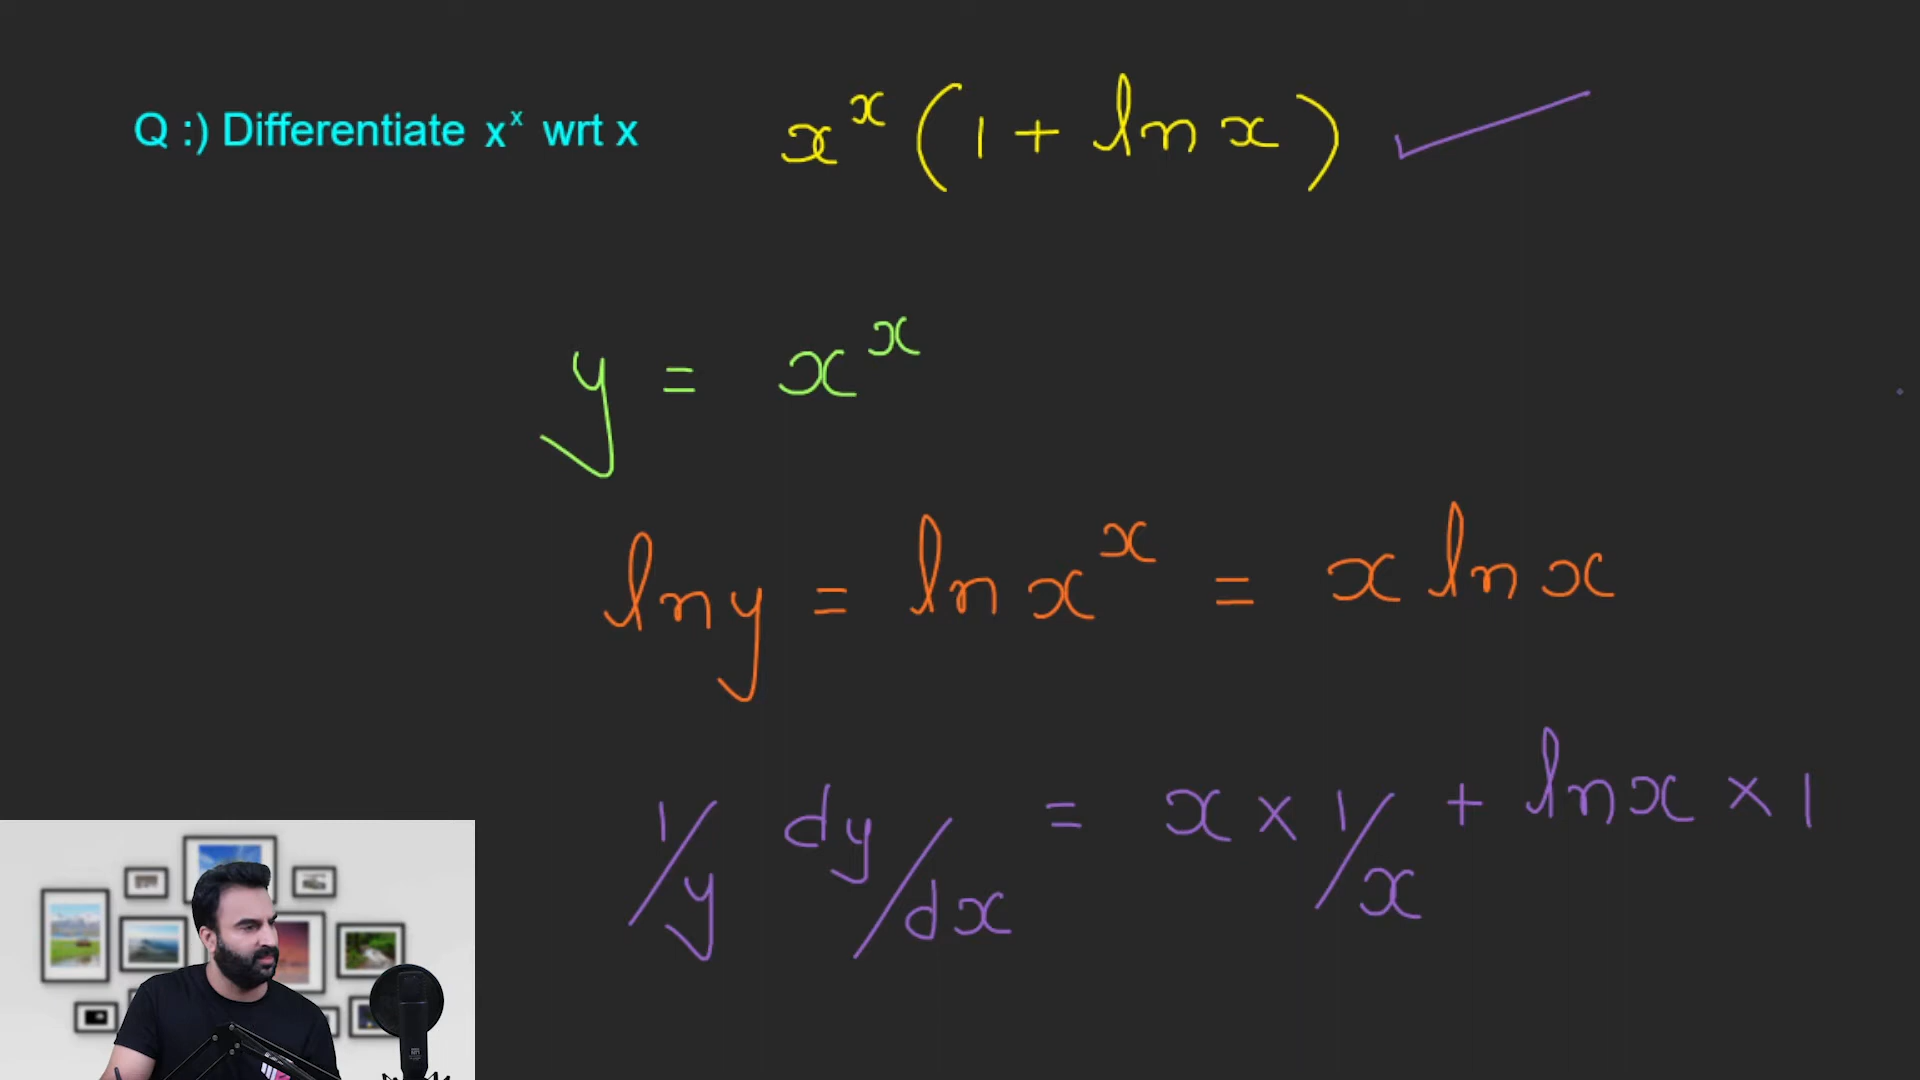 Q :) Differentiate xˣ wrt x
xˣ (1 + ln x)
y = xˣ
ln y = ln xˣ = x ln x
1/y dy/dx = x × 1/x + ln x × 1